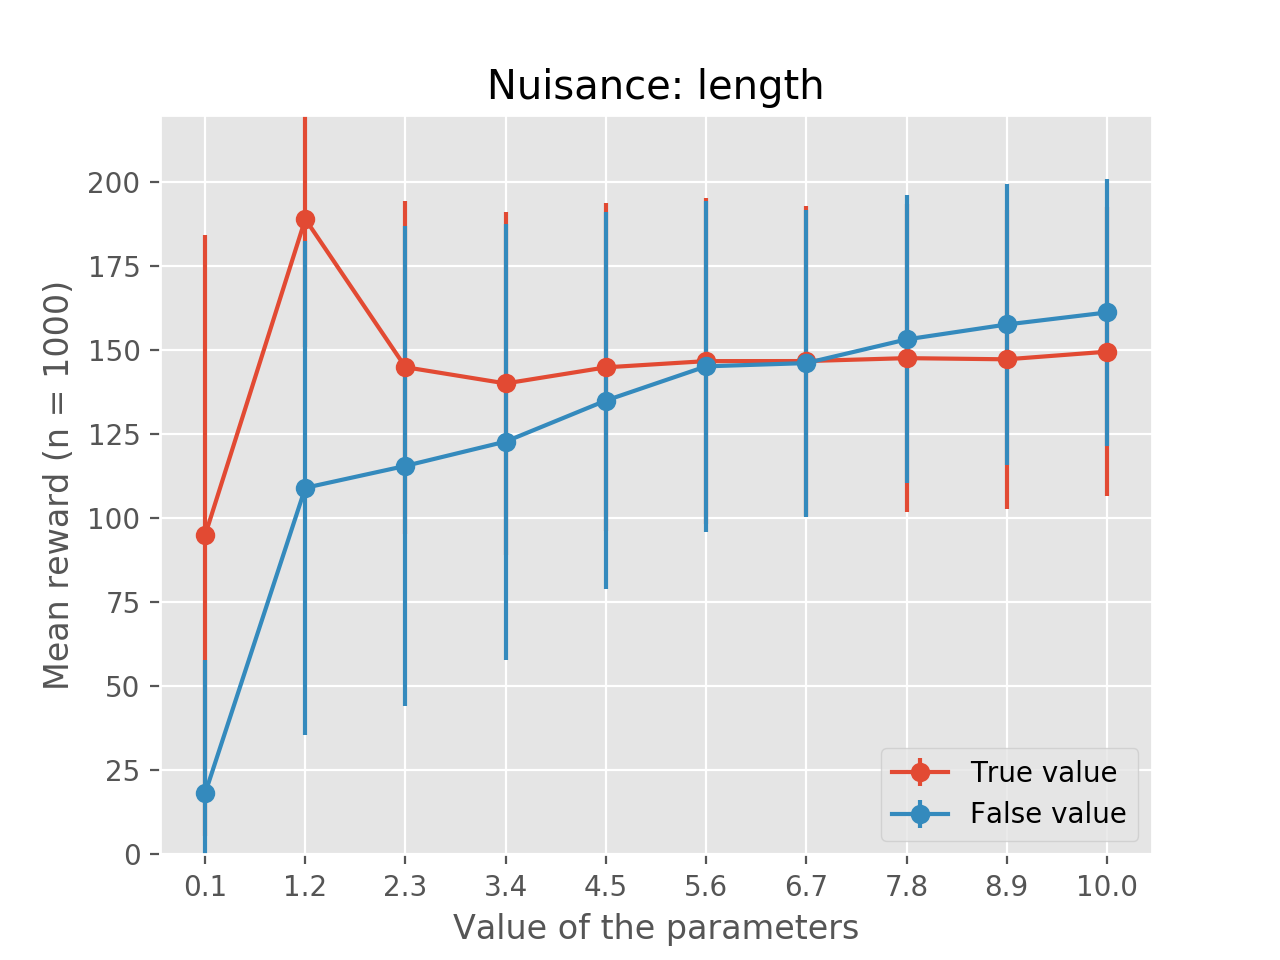 Nuisance: length
Mean reward (n = 1000)
200
175
150
125
100
75
50
25
0
True value
False value
0.1 1.2 2.3 3.4 4.5 5.6 6.7 7.8 8.9 10.0
Value of the parameters